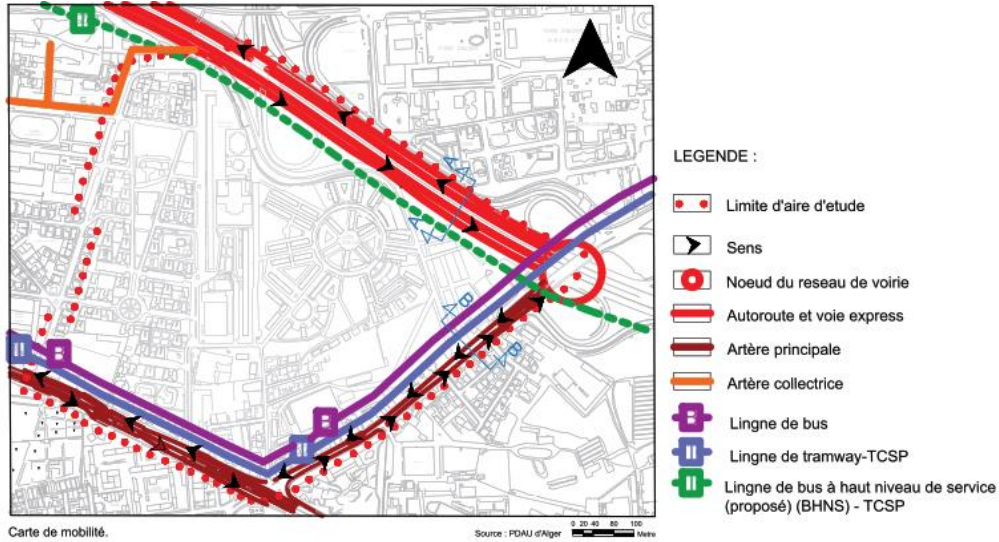 A
A
B
B
B
B
LEGENDE :
Limite d'aire d'etude
Sens
Noeud du reseau de voirie
Autoroute et voie express
Artère principale
Artère collectrice
B
Lingne de bus
Lingne de tramway-TCSP
Lingne de bus à haut niveau de service
(proposé) (BHNS) - TCSP
Carte de mobilité.
Source : PDAU d'Alger
0 20 40 60 80 100
Metre